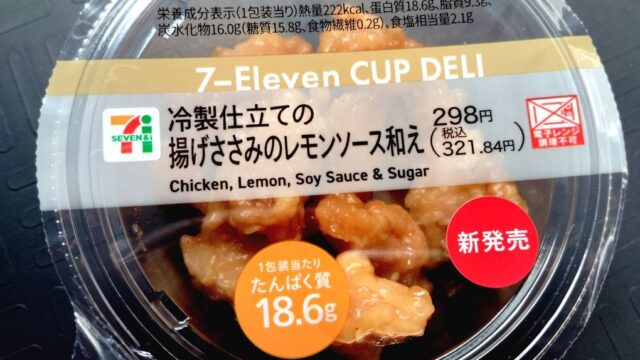 栄養成分表示(1包装当り)熱量222kcal、蛋白質18.6g、脂質9.3g、
炭水化物16.0g(糖質15.8g、食物繊維0.2g)、食塩相当量2.1g
7-Eleven CUP DELI
SEVEN&i
冷製仕立ての
揚げささみのレモンソース和え
298円
(税込
321.84円)
電子レンジ
調理不可
Chicken, Lemon, Soy Sauce & Sugar
新発売
1包装当たり
たんぱく質
18.6g